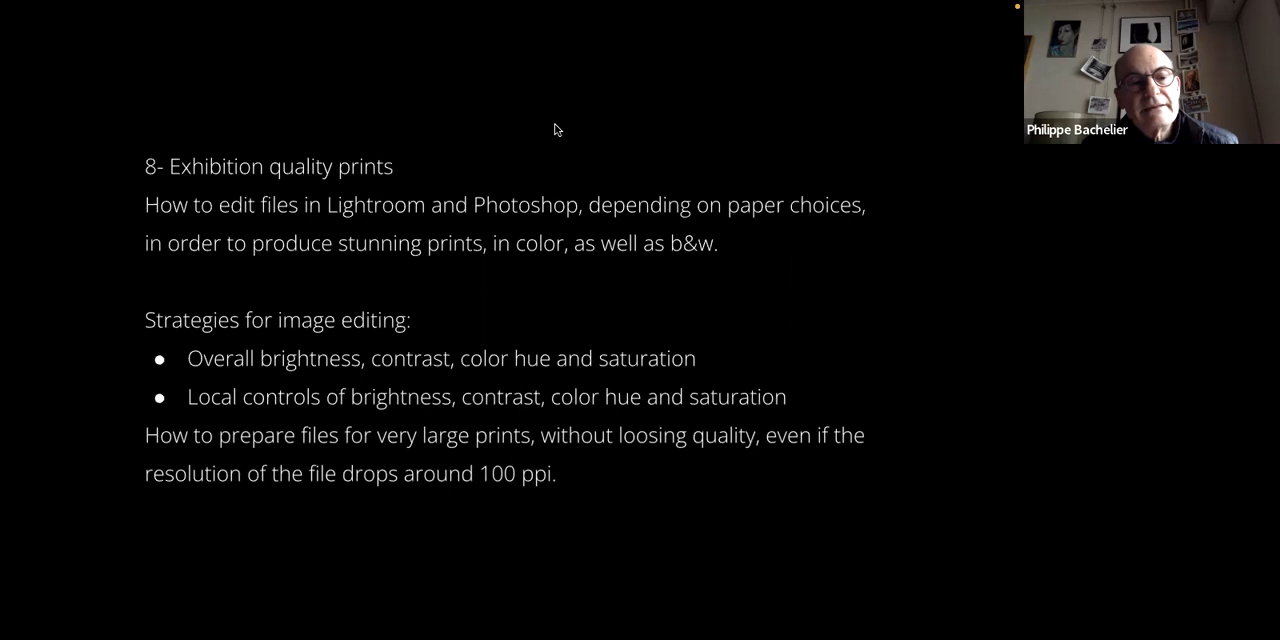 Philippe Bachelier
8- Exhibition quality prints
How to edit files in Lightroom and Photoshop, depending on paper choices,
in order to produce stunning prints, in color, as well as b&w.
Strategies for image editing:
● Overall brightness, contrast, color hue and saturation
● Local controls of brightness, contrast, color hue and saturation
How to prepare files for very large prints, without loosing quality, even if the
resolution of the file drops around 100 ppi.